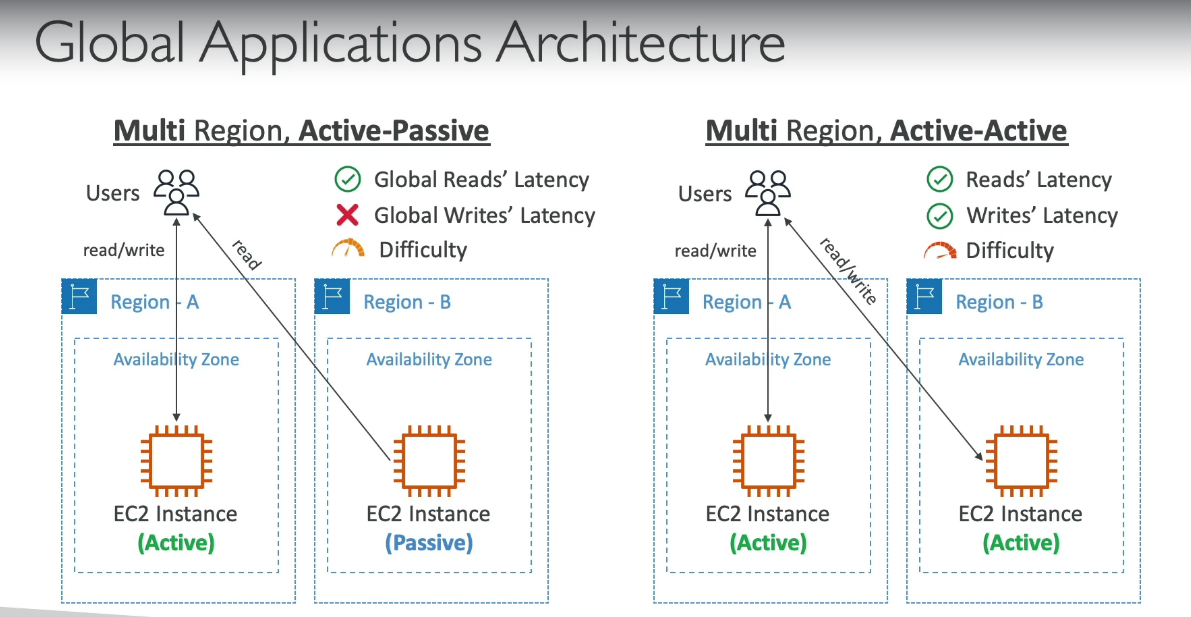 Global Applications Architecture
Multi Region, Active-Passive
Users
Global Reads’ Latency
Global Writes’ Latency
Difficulty
read/write
read
Region - A
Availability Zone
EC2 Instance
(Active)
Region - B
Availability Zone
EC2 Instance
(Passive)
Multi Region, Active-Active
Users
Reads’ Latency
Writes’ Latency
Difficulty
read/write
read/write
Region - A
Availability Zone
EC2 Instance
(Active)
Region - B
Availability Zone
EC2 Instance
(Active)